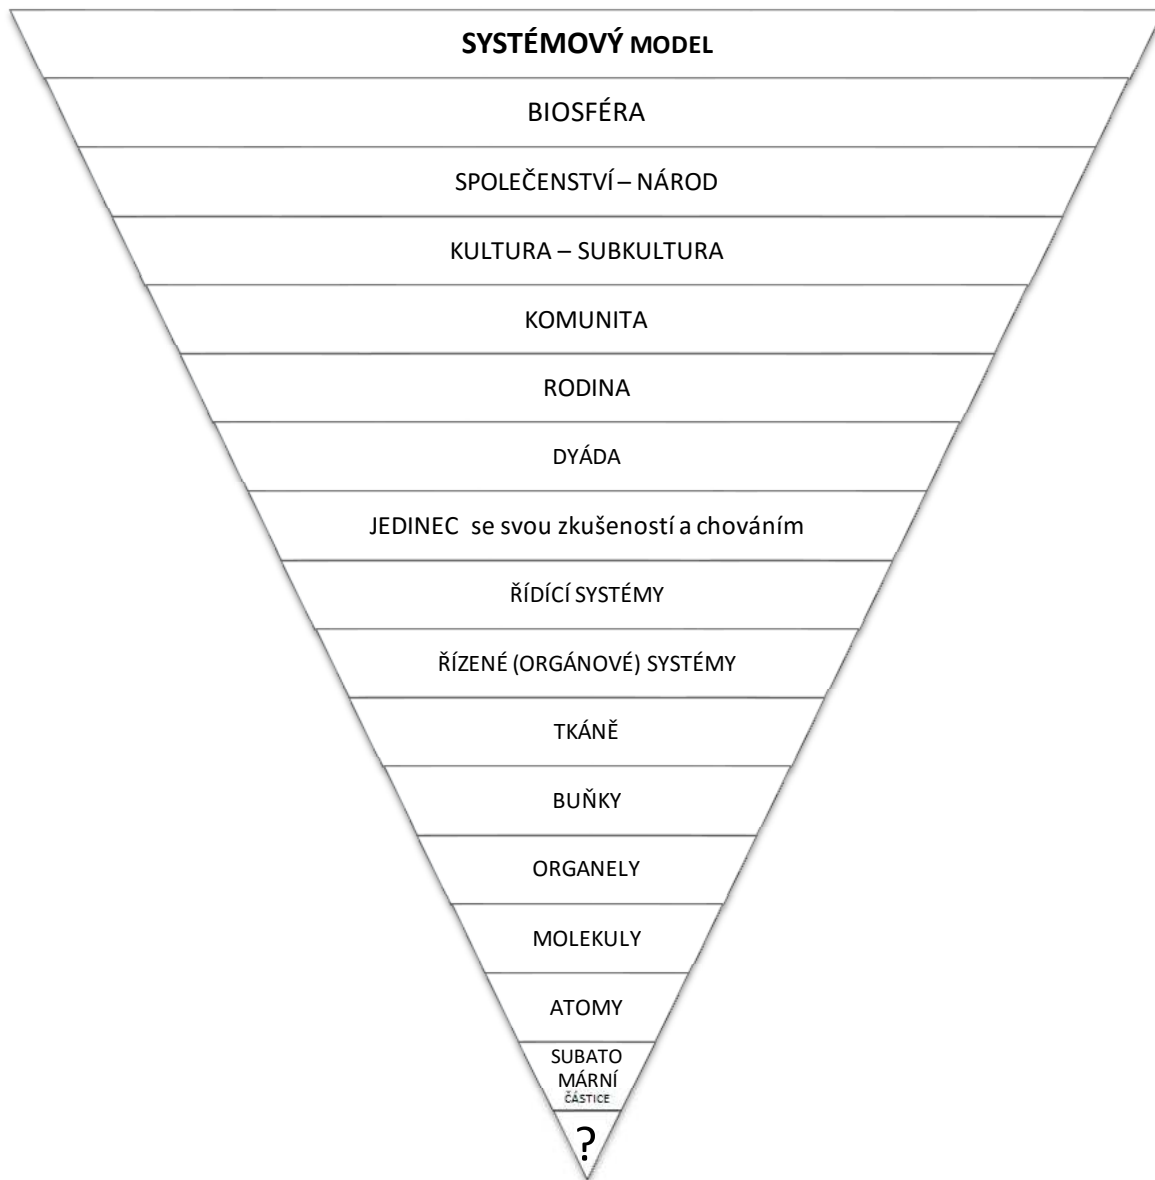 SYSTÉMOVÝ MODEL
BIOSFÉRA
SPOLEČENSTVÍ – NÁROD
KULTURA – SUBKULTURA
KOMUNITA
RODINA
DYÁDA
JEDINEC se svou zkušeností a chováním
ŘÍDÍCÍ SYSTÉMY
ŘÍZENÉ (ORGÁNOVÉ) SYSTÉMY
TKÁNĚ
BUŇKY
ORGANELY
MOLEKULY
ATOMY
SUBATO
MÁRNÍ
ČÁSTICE
?